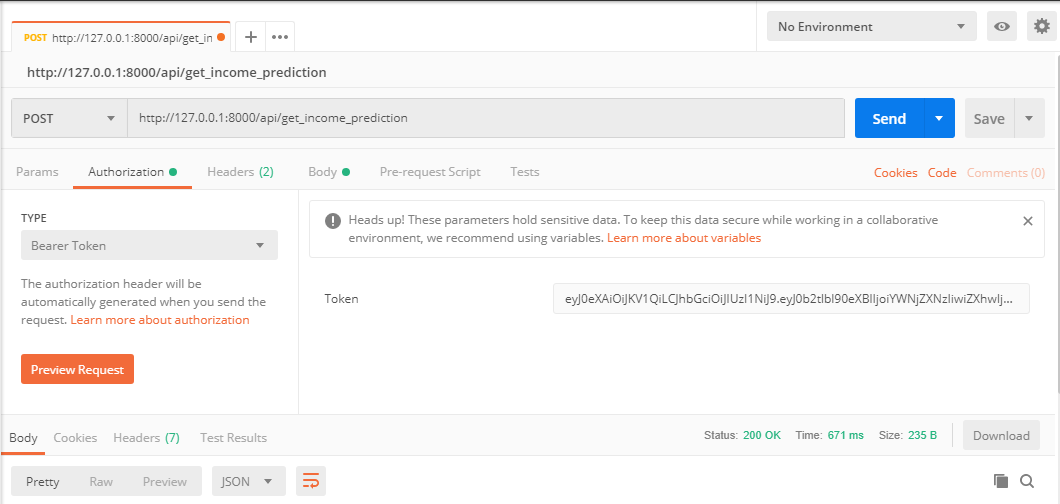 POST http://127.0.0.1:8000/api/get_in
No Environment
http://127.0.0.1:8000/api/get_income_prediction
POST http://127.0.0.1:8000/api/get_income_prediction Send Save
Params Authorization Headers (2) Body Pre-request Script Tests Cookies Code Comments (0)
TYPE
Bearer Token
The authorization header will be
automatically generated when you send the
request. Learn more about authorization
Preview Request
Heads up! These parameters hold sensitive data. To keep this data secure while working in a collaborative
environment, we recommend using variables. Learn more about variables
Token eyJ0eXAiOiJKV1QiLCJhbGciOiJIUzI1NiJ9.eyJ0b2tlbl90eXBlIjoiYWNjZXNzIiwiZXhwIj...
Body Cookies Headers (7) Test Results Status: 200 OK Time: 671 ms Size: 235 B Download
Pretty Raw Preview JSON